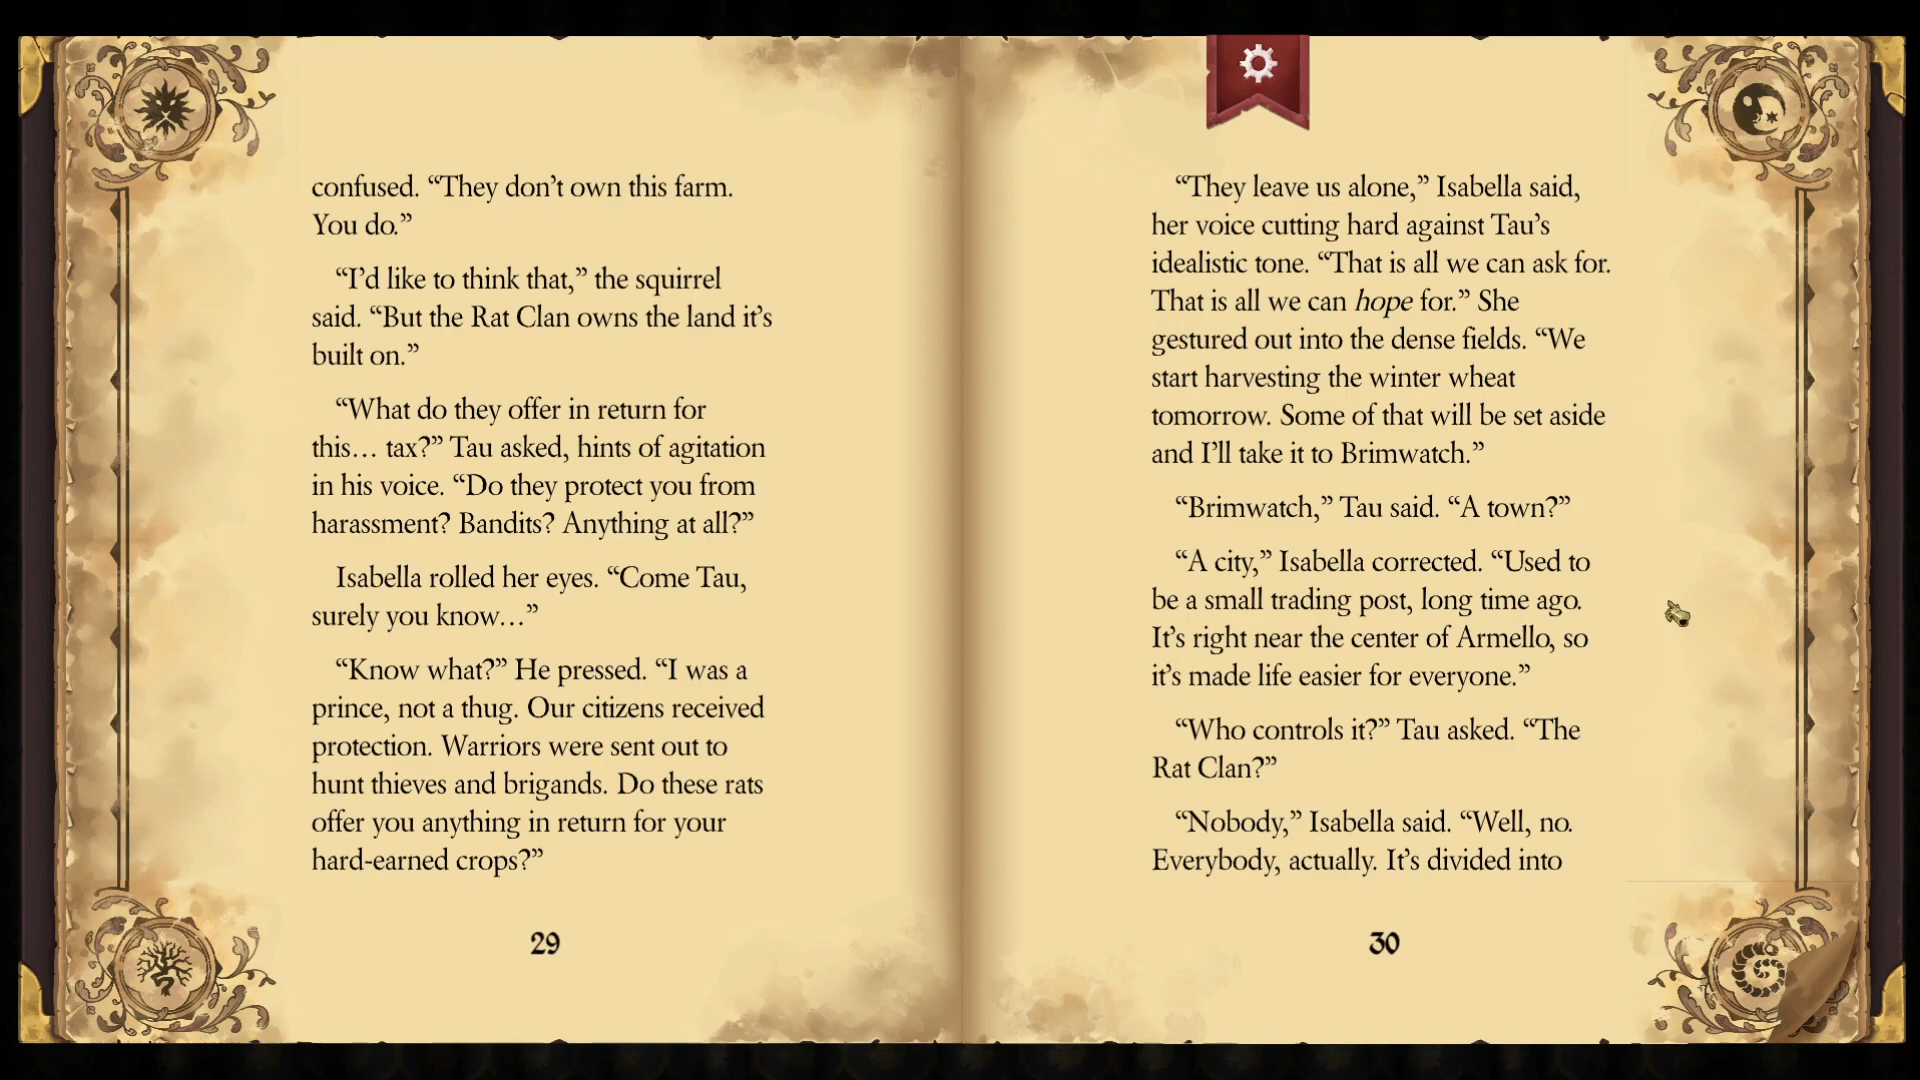 confused. “They don’t own this farm.
You do.”
“I’d like to think that,” the squirrel
said. “But the Rat Clan owns the land it’s
built on.”
“What do they offer in return for
this… tax?” Tau asked, hints of agitation
in his voice. “Do they protect you from
harassment? Bandits? Anything at all?”
Isabella rolled her eyes. “Come Tau,
surely you know…”
“Know what?” He pressed. “I was a
prince, not a thug. Our citizens received
protection. Warriors were sent out to
hunt thieves and brigands. Do these rats
offer you anything in return for your
hard-earned crops?”
29
“They leave us alone,” Isabella said,
her voice cutting hard against Tau’s
idealistic tone. “That is all we can ask for.
That is all we can hope for.” She
gestured out into the dense fields. “We
start harvesting the winter wheat
tomorrow. Some of that will be set aside
and I’ll take it to Brimwatch.”
“Brimwatch,” Tau said. “A town?”
“A city,” Isabella corrected. “Used to
be a small trading post, long time ago.
It’s right near the center of Armello, so
it’s made life easier for everyone.”
“Who controls it?” Tau asked. “The
Rat Clan?”
“Nobody,” Isabella said. “Well, no.
Everybody, actually. It’s divided into
30